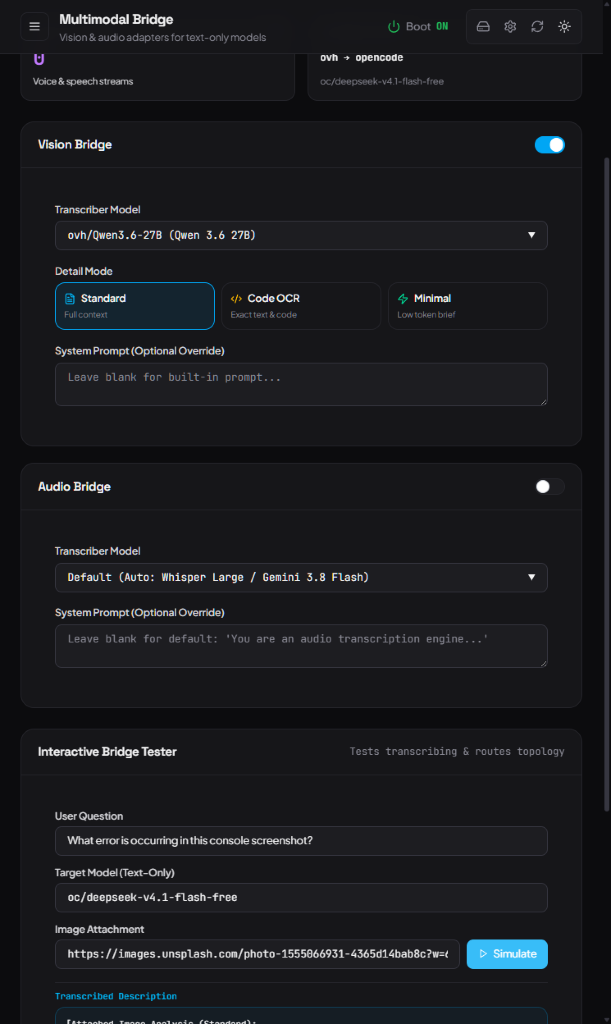 Multimodal Bridge
Vision & audio adapters for text-only models
Boot ON
0
Voice & speech streams
ovh → opencode
oc/deepseek-v4.1-flash-free
Vision Bridge
Transcriber Model
ovh/Qwen3.6-27B (Qwen 3.6 27B)
Detail Mode
Standard
Full context
Code OCR
Exact text & code
Minimal
Low token brief
System Prompt (Optional Override)
Leave blank for built-in prompt...
Audio Bridge
Transcriber Model
Default (Auto: Whisper Large / Gemini 3.8 Flash)
System Prompt (Optional Override)
Leave blank for default: 'You are an audio transcription engine...'
Interactive Bridge Tester
Tests transcribing & routes topology
User Question
What error is occurring in this console screenshot?
Target Model (Text-Only)
oc/deepseek-v4.1-flash-free
Image Attachment
https://images.unsplash.com/photo-1555066931-4365d14bab8c?w=6
Simulate
Transcribed Description
[Attached Image Analysis (Standard):